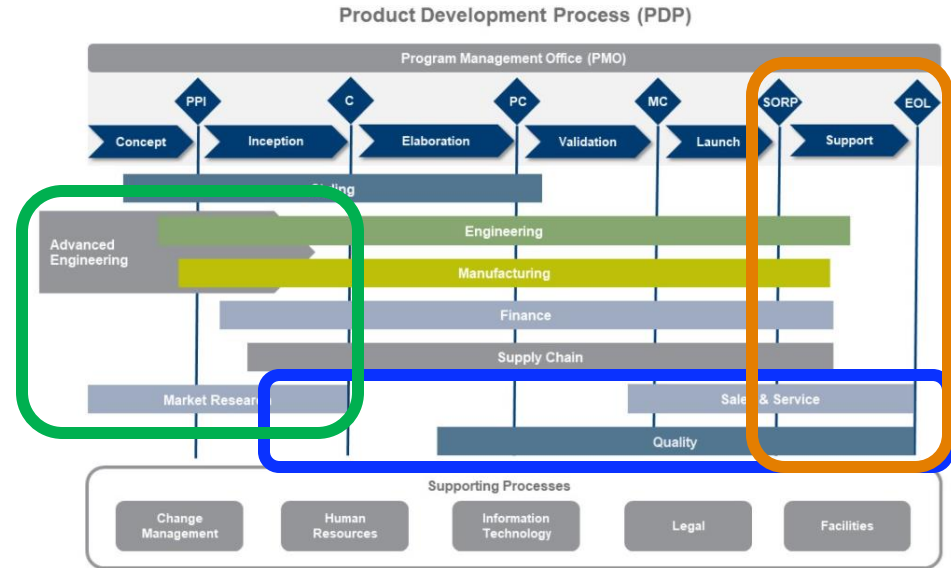 Product Development Process (PDP)
Program Management Office (PMO)
PPI
C
PC
MC
SORP
EOL
Concept
Inception
Elaboration
Validation
Launch
Support
Styling
Advanced
Engineering
Engineering
Manufacturing
Finance
Supply Chain
Market Research
Sales & Service
Quality
Supporting Processes
Change
Management
Human
Resources
Information
Technology
Legal
Facilities